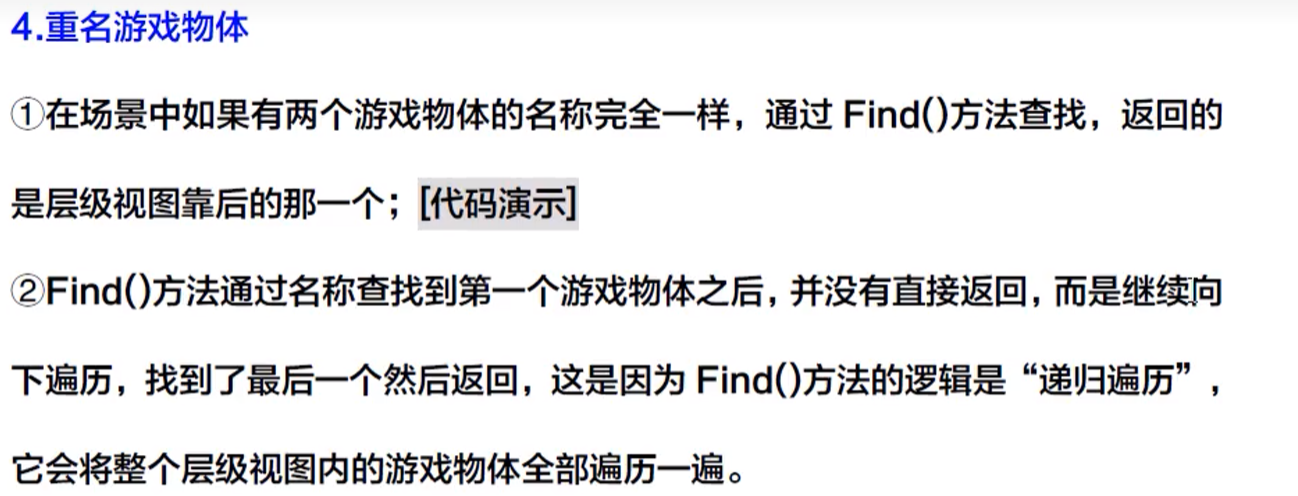 4.重名游戏物体
①在场景中如果有两个游戏物体的名称完全一样，通过 Find()方法查找，返回的
是层级视图靠后的那一个；[代码演示]
②Find()方法通过名称查找到第一个游戏物体之后，并没有直接返回，而是继续向
下遍历，找到了最后一个然后返回，这是因为 Find()方法的逻辑是“递归遍历”，
它会将整个层级视图内的游戏物体全部遍历一遍。